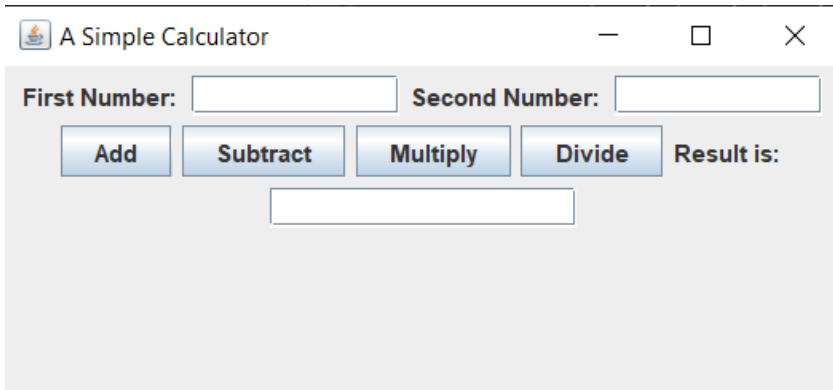 A Simple Calculator
First Number: Second Number:
Add Subtract Multiply Divide Result is: